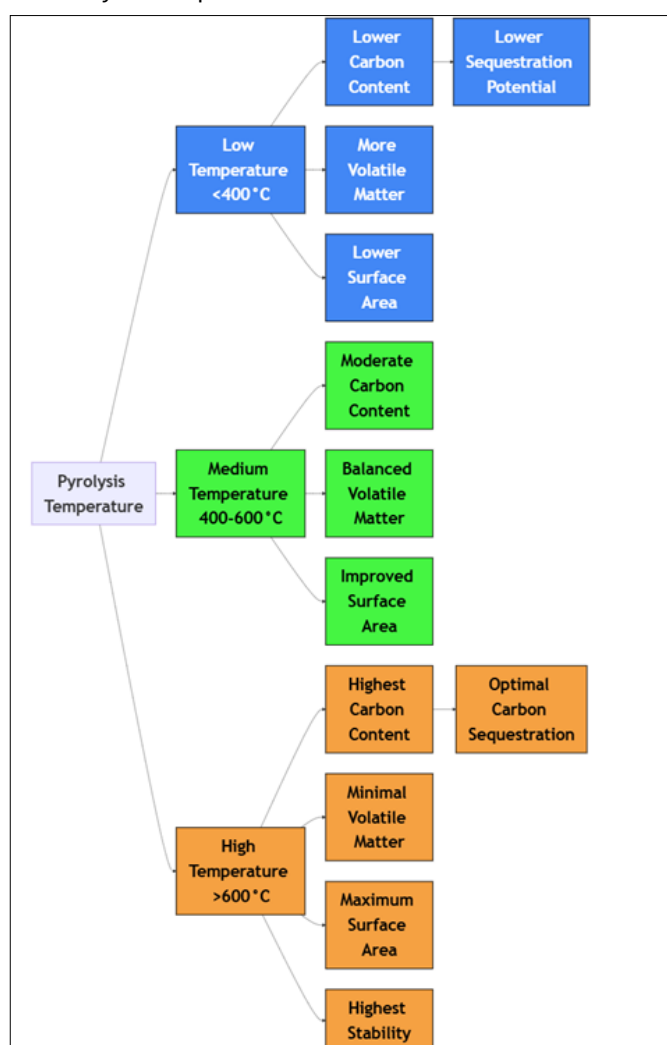 Lower
Carbon
Content
Lower
Sequestration
Potential
Low
Temperature
<400°C
More
Volatile
Matter
Lower
Surface
Area
Moderate
Carbon
Content
Pyrolysis
Temperature
Medium
Temperature
400-600°C
Balanced
Volatile
Matter
Improved
Surface
Area
Highest
Carbon
Content
Optimal
Carbon
Sequestration
High
Temperature
>600°C
Minimal
Volatile
Matter
Maximum
Surface
Area
Highest
Stability